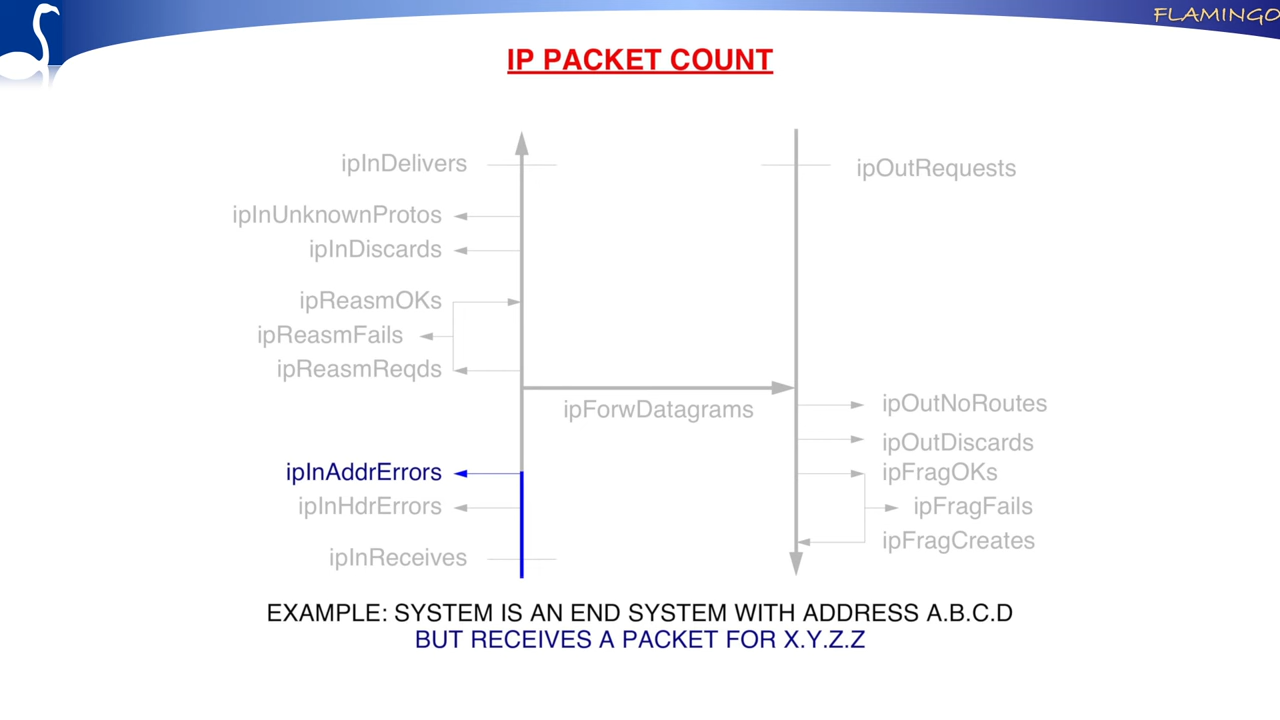 FLAMINGO
IP PACKET COUNT
ipInDelivers
ipOutRequests
ipInUnknownProtos
ipInDiscards
ipReasmOKs
ipReasmFails
ipReasmReqds
ipForwDatagrams
ipOutNoRoutes
ipOutDiscards
ipInAddrErrors
ipFragOKs
ipInHdrErrors
ipFragFails
ipFragCreates
ipInReceives
EXAMPLE: SYSTEM IS AN END SYSTEM WITH ADDRESS A.B.C.D
BUT RECEIVES A PACKET FOR X.Y.Z.Z